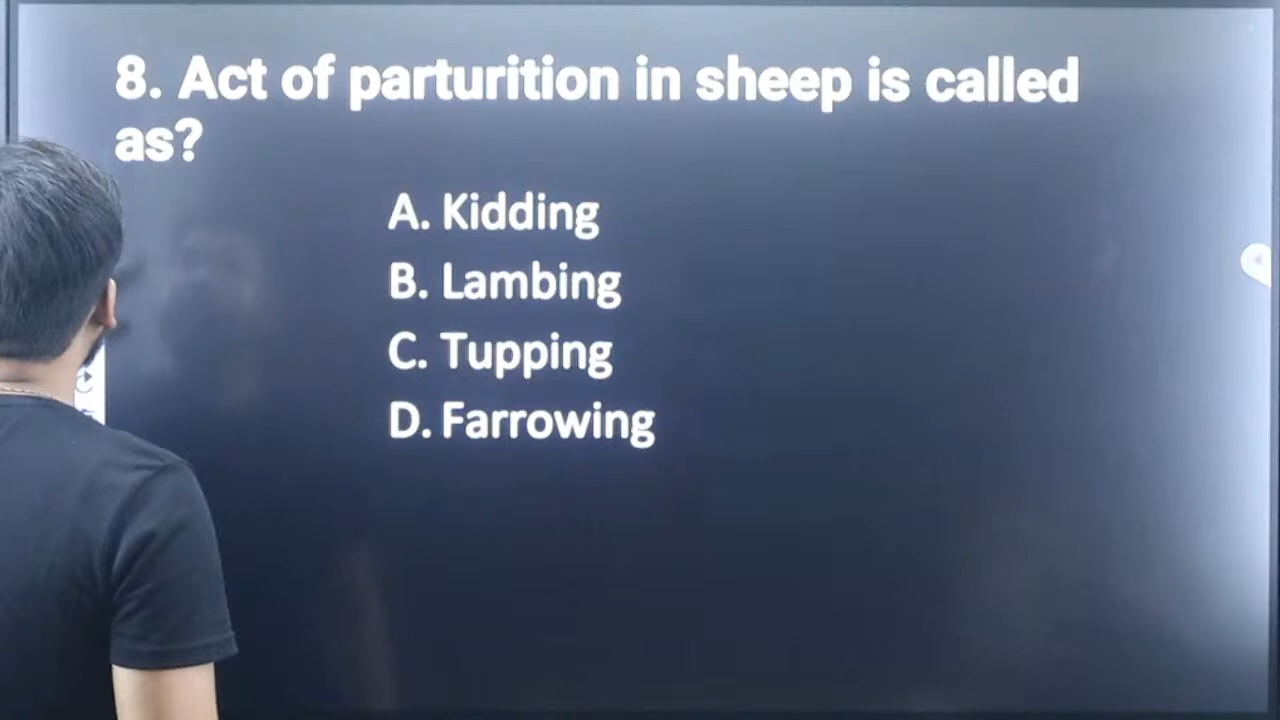 8. Act of parturition in sheep is called
as?
A. Kidding
B. Lambing
C. Tupping
D. Farrowing